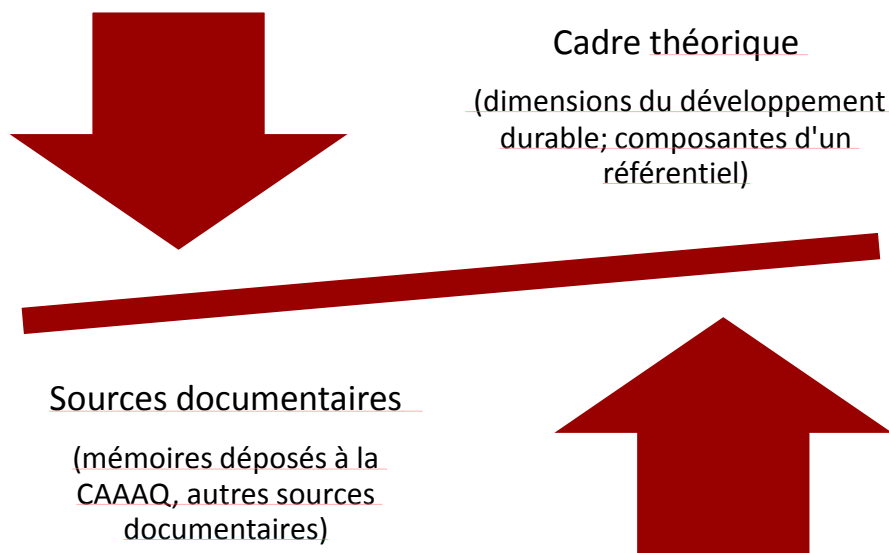 Cadre théorique
(dimensions du développement
durable; composantes d'un
référentiel)
Sources documentaires
(mémoires déposés à la
CAAAQ, autres sources
documentaires)